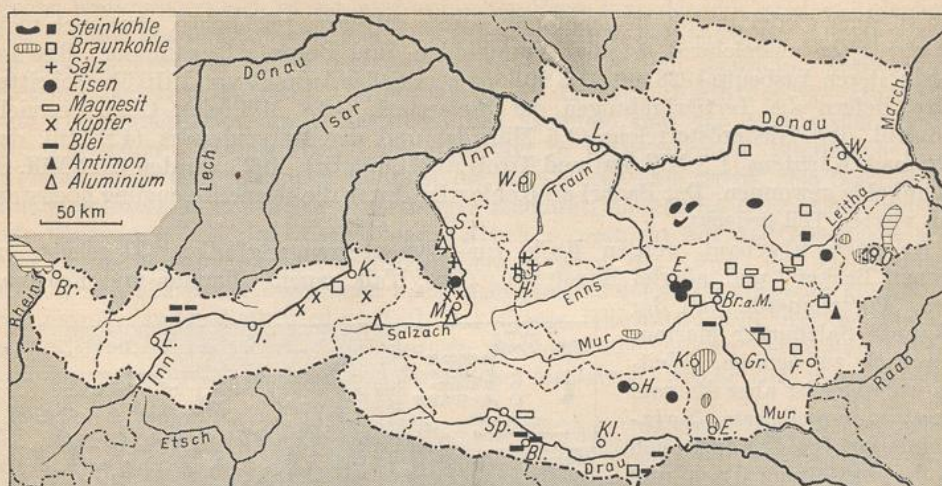 Steinkohle
Braunkohle
Salz
Eisen
Magnesit
Kupfer
Blei
Antimon
Aluminium
50 km
Donau
Isar
Lech
Inn
L.
Donau
March
W.
W.
Traun
Leitha
S.
Br.
Rhein
K.
H.
E.
Enns
Br.a.M.
M.
Salzach
I.
L.
Inn
Mur
K.
Gr.
F.
Raab
H.
Etsch
Sp.
Kl.
E.
Mur
Bl.
Drau